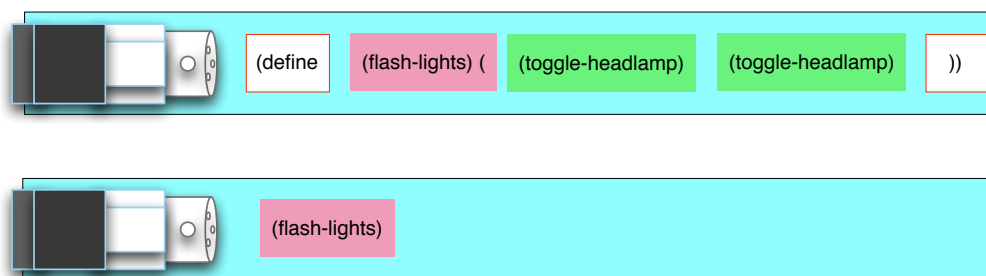 (define (flash-lights) ( (toggle-headlamp) (toggle-headlamp) ))
(flash-lights)